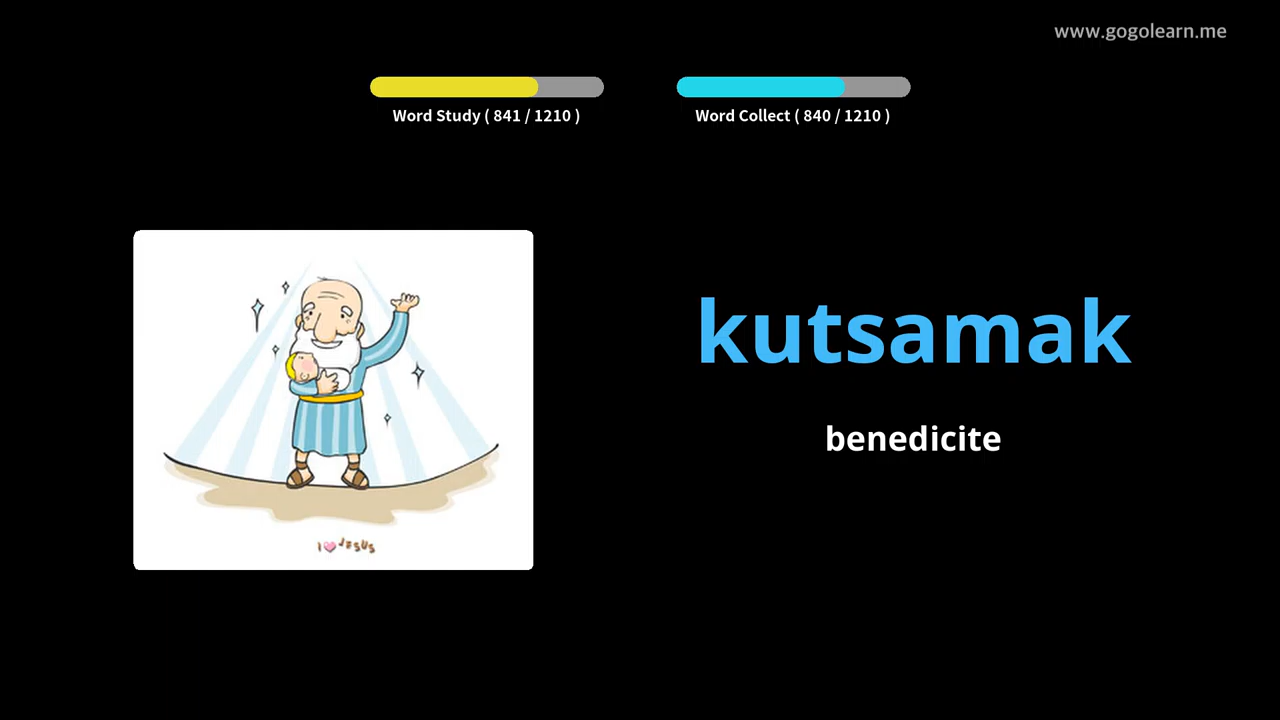 www.gogolearn.me
Word Study ( 841 / 1210 )
Word Collect ( 840 / 1210 )
kutsamak
benedicite
I JESUS